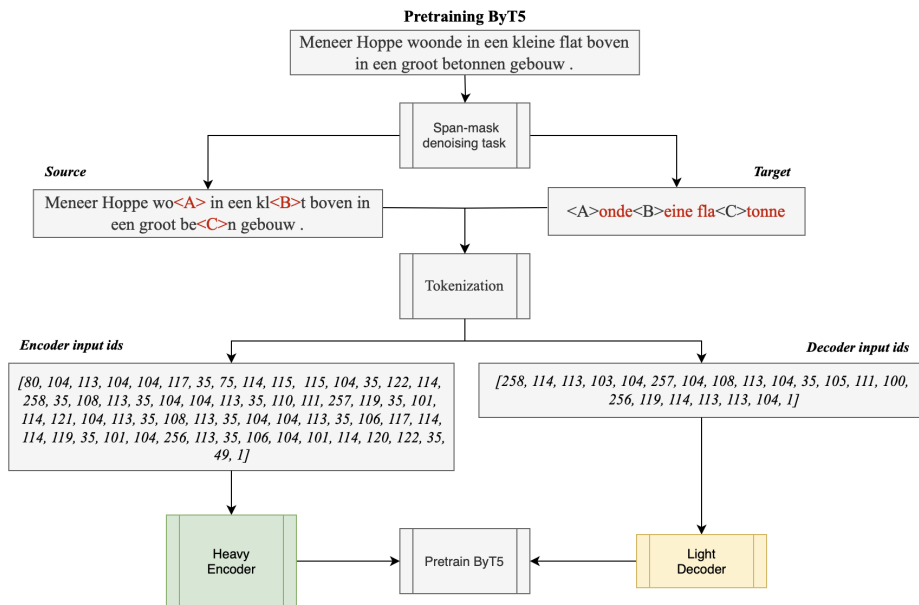 Pretraining ByT5
Meneer Hoppe woonde in een kleine flat boven
in een groot betonnen gebouw .
Span-mask
denoising task
Source
Target
Meneer Hoppe wo<A> in een kl<B>t boven in
een groot be<C>n gebouw .
<A>onde<B>eine fla<C>tonne
Tokenization
Encoder input ids
Decoder input ids
[80, 104, 113, 104, 104, 117, 35, 75, 114, 115, 115, 104, 35, 122, 114,
258, 35, 108, 113, 35, 104, 104, 113, 35, 110, 111, 257, 119, 35, 101,
114, 121, 104, 113, 35, 108, 113, 35, 104, 104, 113, 35, 106, 117, 114,
114, 119, 35, 101, 104, 256, 113, 35, 106, 104, 101, 114, 120, 122, 35,
49, 1]
[258, 114, 113, 103, 104, 257, 104, 108, 113, 104, 35, 105, 111, 100,
256, 119, 114, 113, 113, 104, 1]
Heavy
Encoder
Pretrain ByT5
Light
Decoder